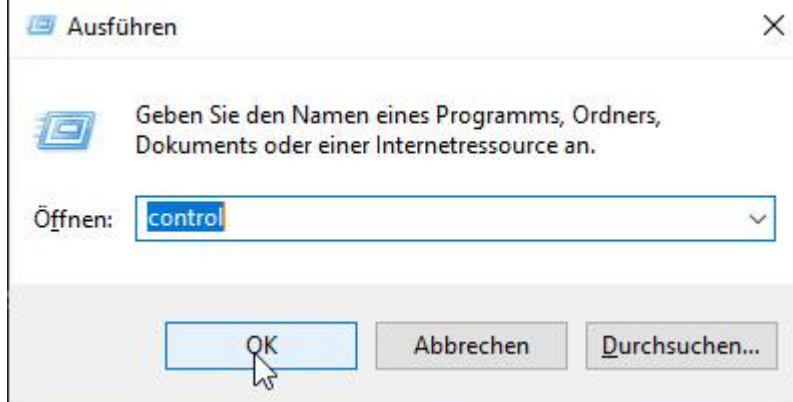 Ausführen
Geben Sie den Namen eines Programms, Ordners,
Dokuments oder einer Internetressource an.
Öffnen: control
OK Abbrechen Durchsuchen...